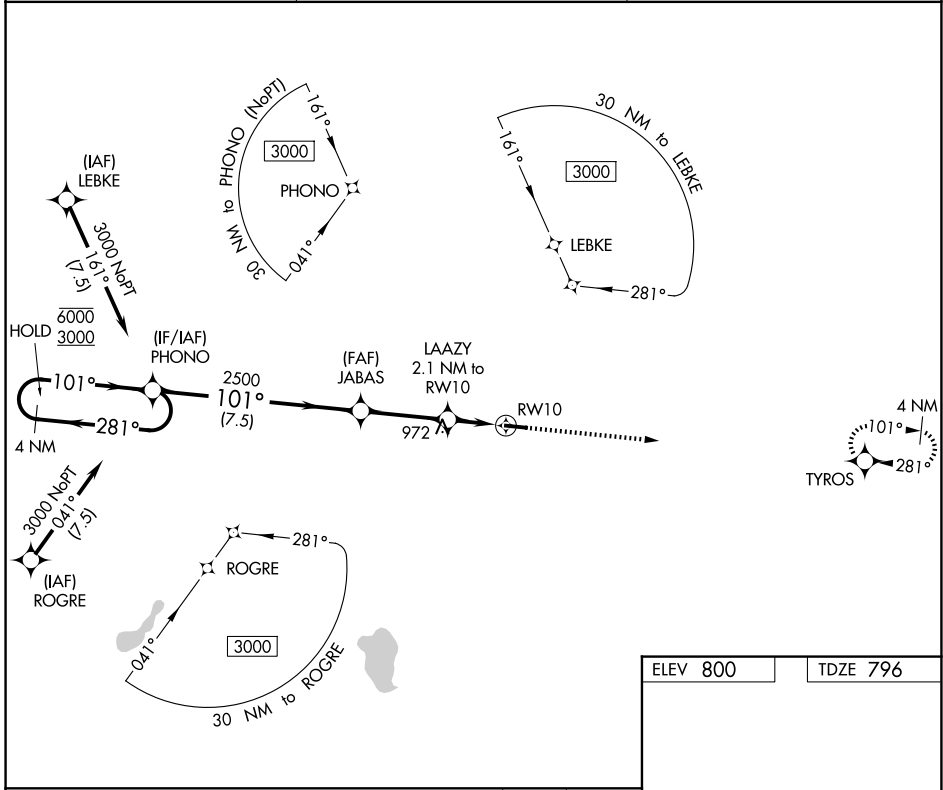 30 NM to PHONO (NoPT)
161°
3000
PHONO
041°
30 NM to LEBKE
161°
3000
LEBKE
281°
(IAF)
LEBKE
3000 NoPT
161°
(7.5)
HOLD
6000
3000
(IF/IAF)
PHONO
101°
281°
4 NM
2500
101°
(7.5)
(FAF)
JABAS
LAAZY
2.1 NM to
RW10
972
RW10
4 NM
101°
281°
TYROS
3000 NoPT
041°
(7.5)
(IAF)
ROGRE
281°
ROGRE
041°
3000
30 NM to ROGRE
ELEV 800
TDZE 796